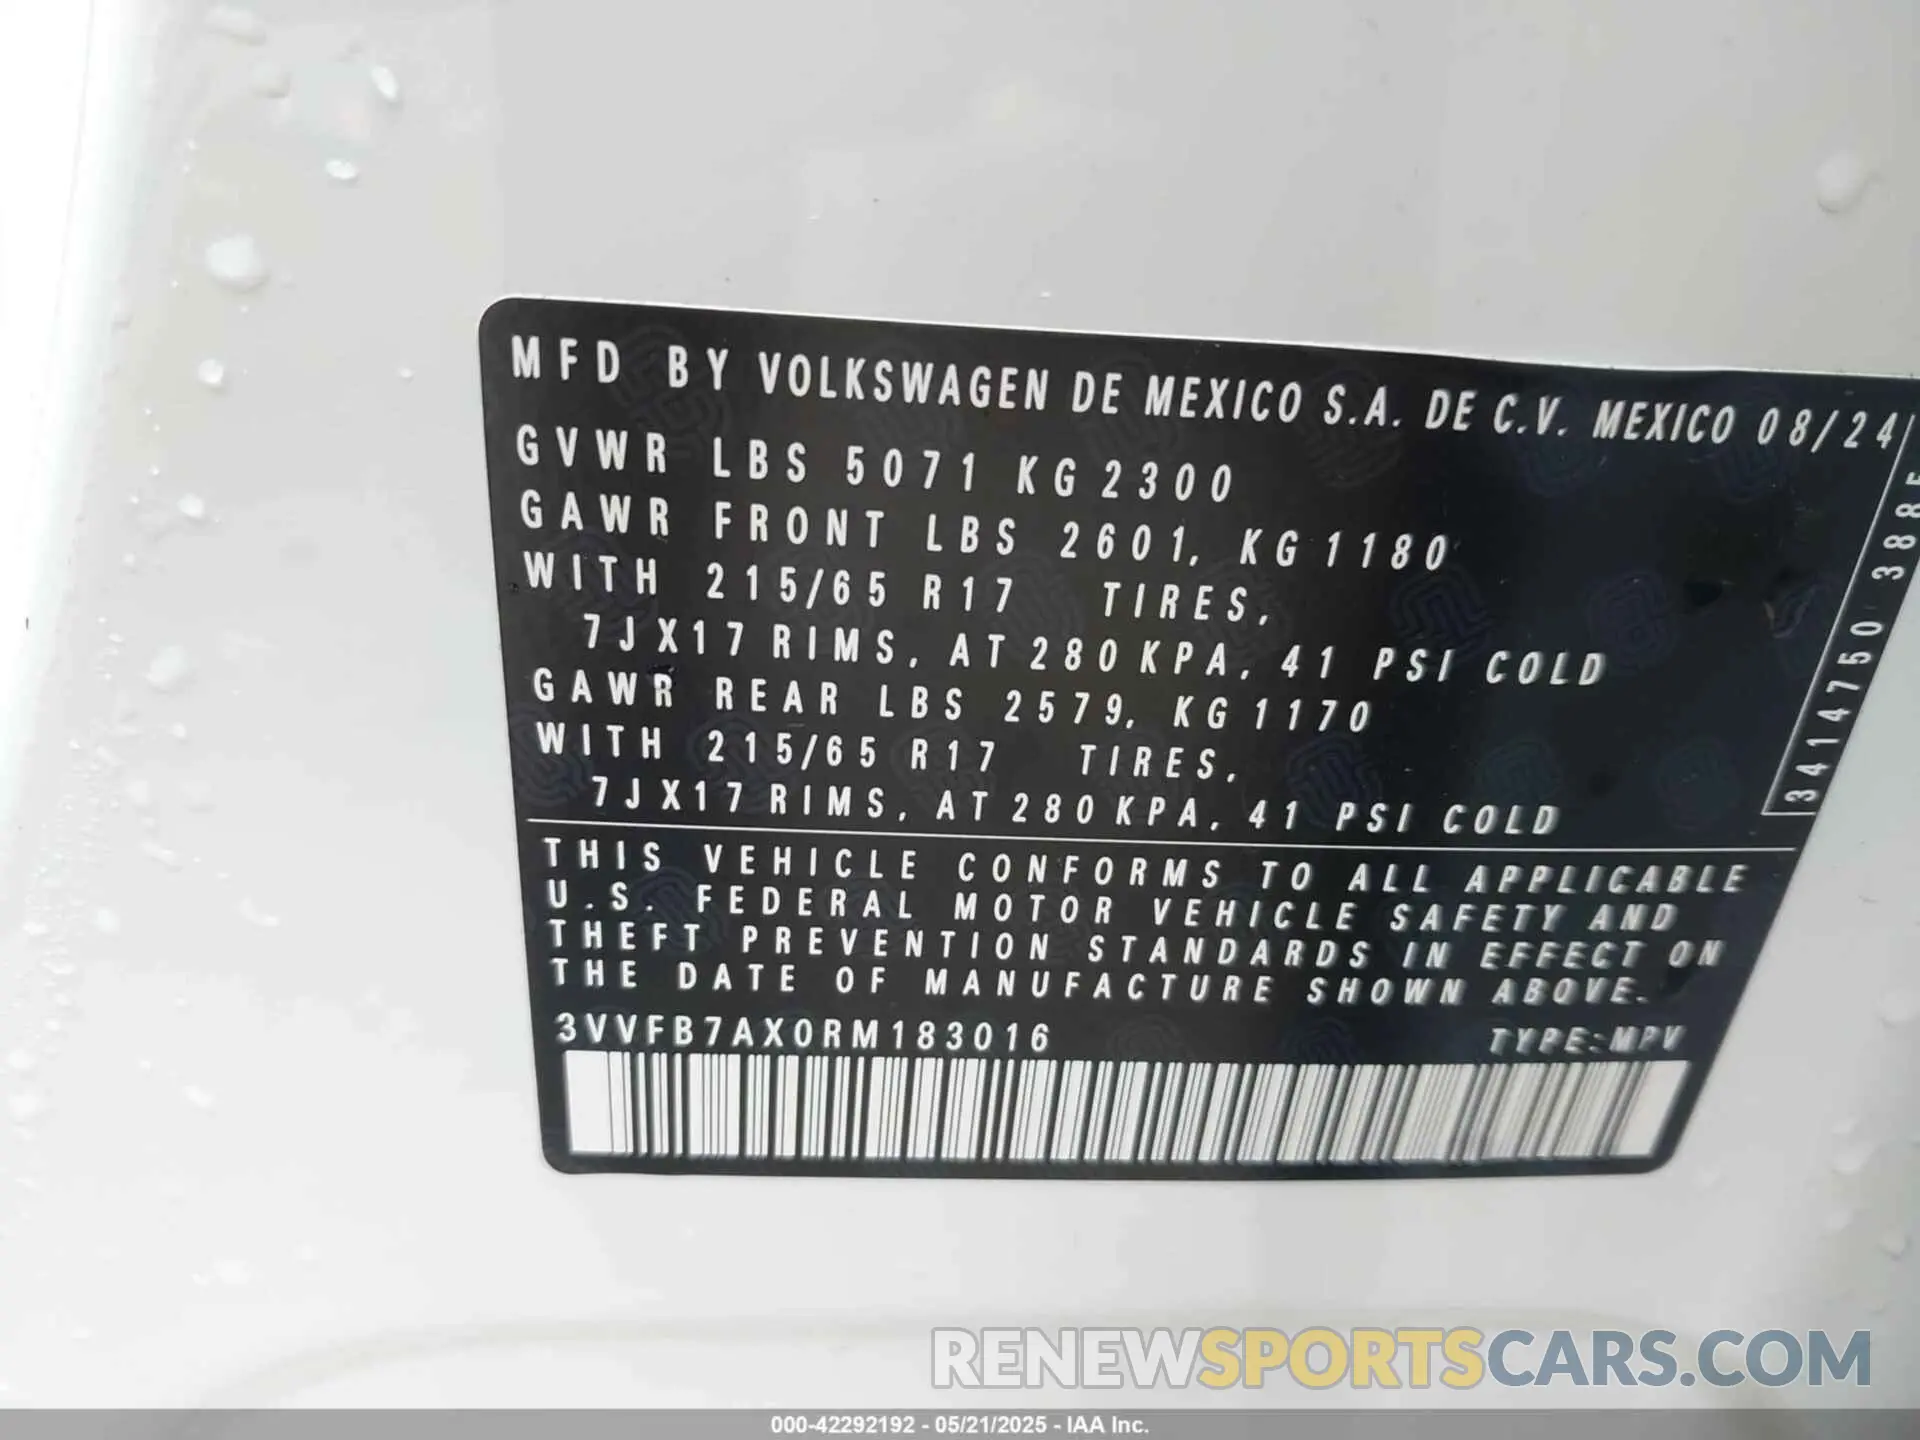 MFD BY VOLKSWAGEN DE MEXICO S.A. DE C.V. MEXICO 08/24
GVWR LBS 5071 KG 2300
GAWR FRONT LBS 2601, KG 1180
WITH 215/65 R17 TIRES,
7JX17 RIMS, AT 280 KPA, 41 PSI COLD
GAWR REAR LBS 2579, KG 1170
WITH 215/65 R17 TIRES,
7JX17 RIMS, AT 280 KPA, 41 PSI COLD
3414750 3885
THIS VEHICLE CONFORMS TO ALL APPLICABLE
U.S. FEDERAL MOTOR VEHICLE SAFETY AND
THEFT PREVENTION STANDARDS IN EFFECT ON
THE DATE OF MANUFACTURE SHOWN ABOVE.
3VVFB7AX0RM183016 TYPE:MPV
RENEWSPORTSCARS.COM
000-42292192 - 05/21/2025 - IAA Inc.